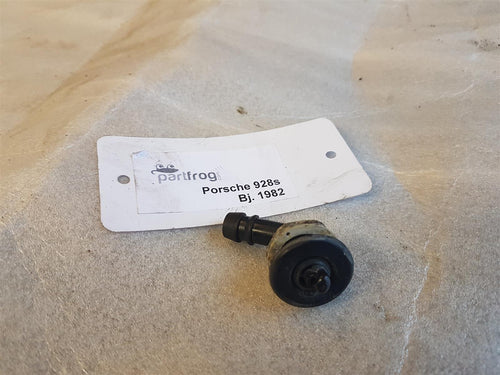 partfrog
Porsche 928s
Bj. 1982